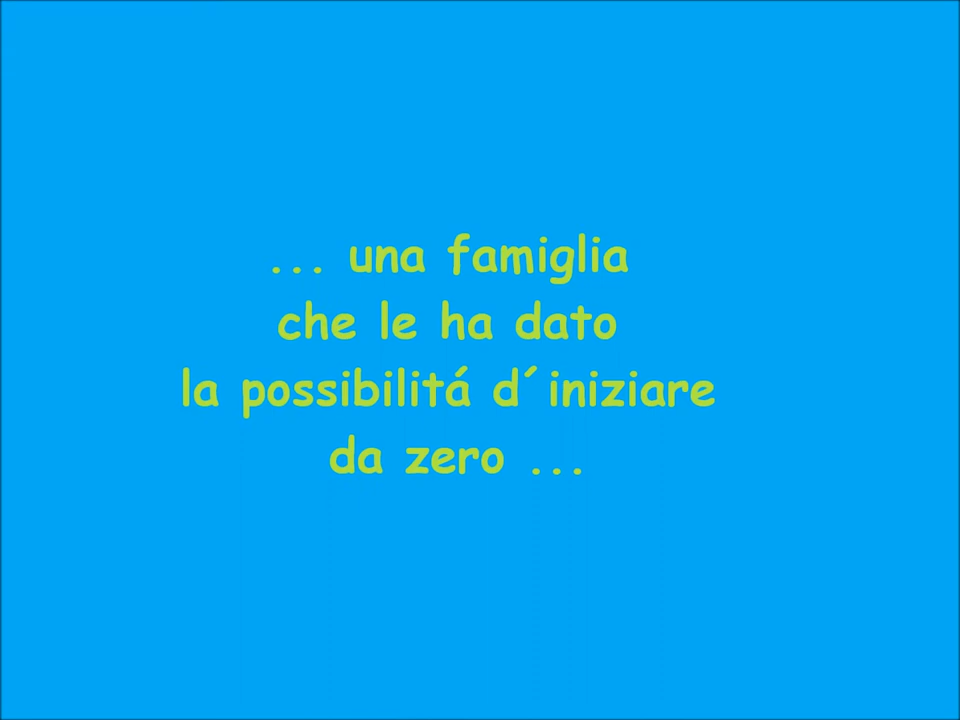 ... una famiglia
che le ha dato
la possibilitá d´iniziare
da zero ...